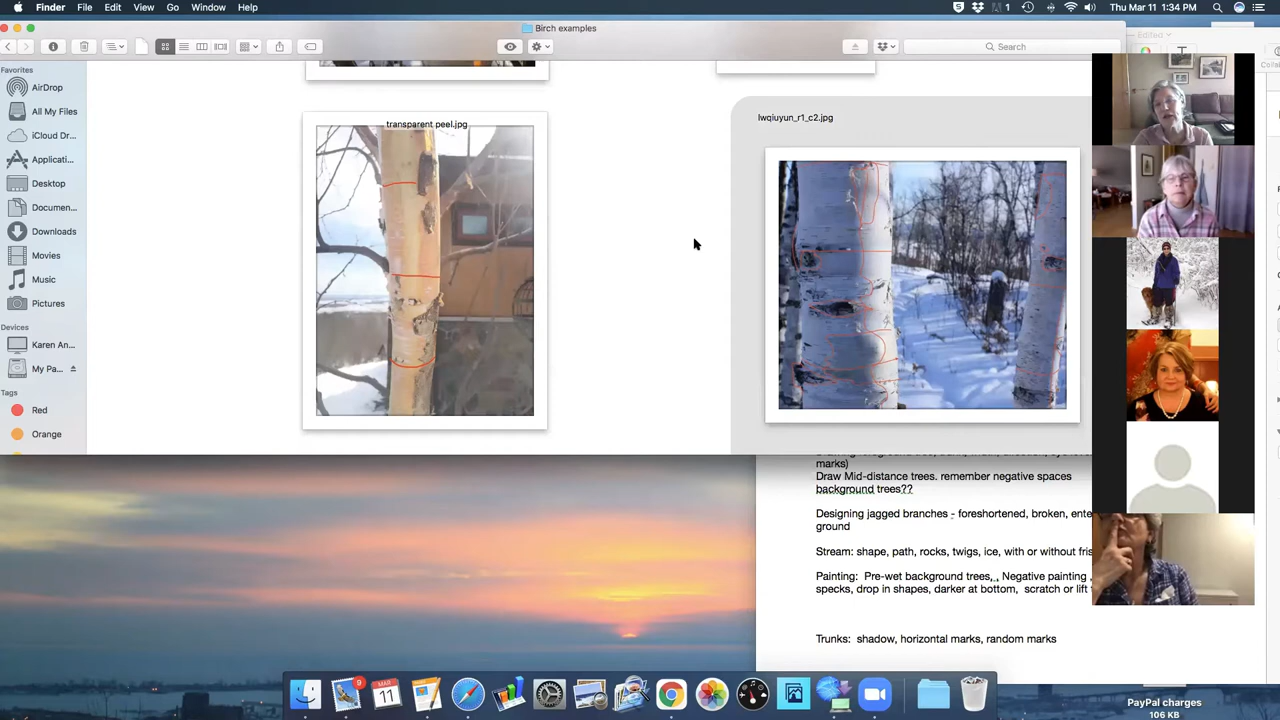 Finder File Edit View Go Window Help
1 Thu Mar 11 1:34 PM
Birch examples
Edited
Search
Favorites
AirDrop
All My Files
iCloud Dr...
Applicati...
Desktop
Documen...
Downloads
Movies
Music
Pictures
Devices
Karen An...
My Pa...
Tags
Red
Orange
transparent peel.jpg
lwqiuyun_r1_c2.jpg
marks)
Draw Mid-distance trees. remember negative spaces
background trees??
Designing jagged branches - foreshortened, broken, ente
ground
Stream: shape, path, rocks, twigs, ice, with or without fris
Painting: Pre-wet background trees, , Negative painting ,
specks, drop in shapes, darker at bottom, scratch or lift
Trunks: shadow, horizontal marks, random marks
9
MAR
11
PayPal charges
106 KB